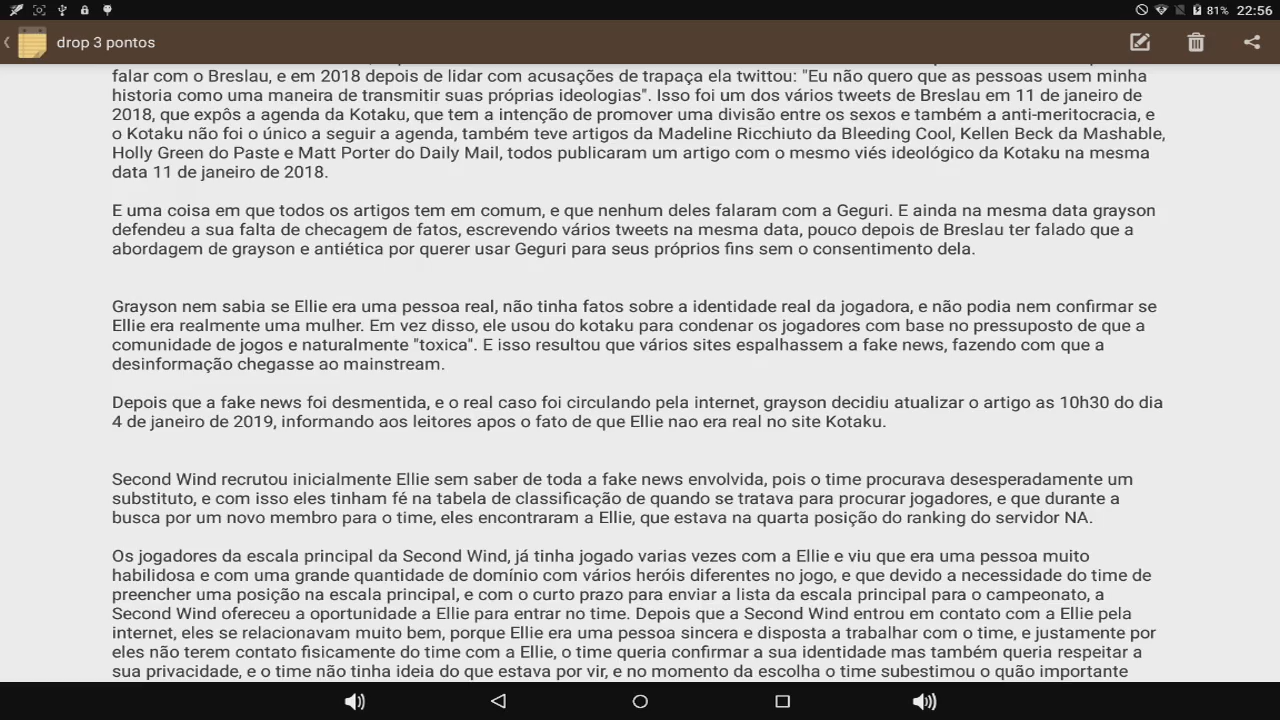 81% 22:56
drop 3 pontos
falar com o Breslau, e em 2018 depois de lidar com acusações de trapaça ela twittou: "Eu não quero que as pessoas usem minha
historia como uma maneira de transmitir suas próprias ideologias". Isso foi um dos vários tweets de Breslau em 11 de janeiro de
2018, que expôs a agenda da Kotaku, que tem a intenção de promover uma divisão entre os sexos e também a anti-meritocracia, e
o Kotaku não foi o único a seguir a agenda, também teve artigos da Madeline Ricchiuto da Bleeding Cool, Kellen Beck da Mashable,
Holly Green do Paste e Matt Porter do Daily Mail, todos publicaram um artigo com o mesmo viés ideológico da Kotaku na mesma
data 11 de janeiro de 2018.
E uma coisa em que todos os artigos tem em comum, e que nenhum deles falaram com a Geguri. E ainda na mesma data grayson
defendeu a sua falta de checagem de fatos, escrevendo vários tweets na mesma data, pouco depois de Breslau ter falado que a
abordagem de grayson e antiética por querer usar Geguri para seus próprios fins sem o consentimento dela.
Grayson nem sabia se Ellie era uma pessoa real, não tinha fatos sobre a identidade real da jogadora, e não podia nem confirmar se
Ellie era realmente uma mulher. Em vez disso, ele usou do kotaku para condenar os jogadores com base no pressuposto de que a
comunidade de jogos e naturalmente "toxica". E isso resultou que vários sites espalhassem a fake news, fazendo com que a
desinformação chegasse ao mainstream.
Depois que a fake news foi desmentida, e o real caso foi circulando pela internet, grayson decidiu atualizar o artigo as 10h30 do dia
4 de janeiro de 2019, informando aos leitores apos o fato de que Ellie nao era real no site Kotaku.
Second Wind recrutou inicialmente Ellie sem saber de toda a fake news envolvida, pois o time procurava desesperadamente um
substituto, e com isso eles tinham fé na tabela de classificação de quando se tratava para procurar jogadores, e que durante a
busca por um novo membro para o time, eles encontraram a Ellie, que estava na quarta posição do ranking do servidor NA.
Os jogadores da escala principal da Second Wind, já tinha jogado varias vezes com a Ellie e viu que era uma pessoa muito
habilidosa e com uma grande quantidade de domínio com vários heróis diferentes no jogo, e que devido a necessidade do time de
preencher uma posição na escala principal, e com o curto prazo para enviar a lista da escala principal para o campeonato, a
Second Wind ofereceu a oportunidade a Ellie para entrar no time. Depois que a Second Wind entrou em contato com a Ellie pela
internet, eles se relacionavam muito bem, porque Ellie era uma pessoa sincera e disposta a trabalhar com o time, e justamente por
eles não terem contato fisicamente do time com a Ellie, o time queria confirmar a sua identidade mas também queria respeitar a
sua privacidade, e o time não tinha ideia do que estava por vir, e no momento da escolha o time subestimou o quão importante